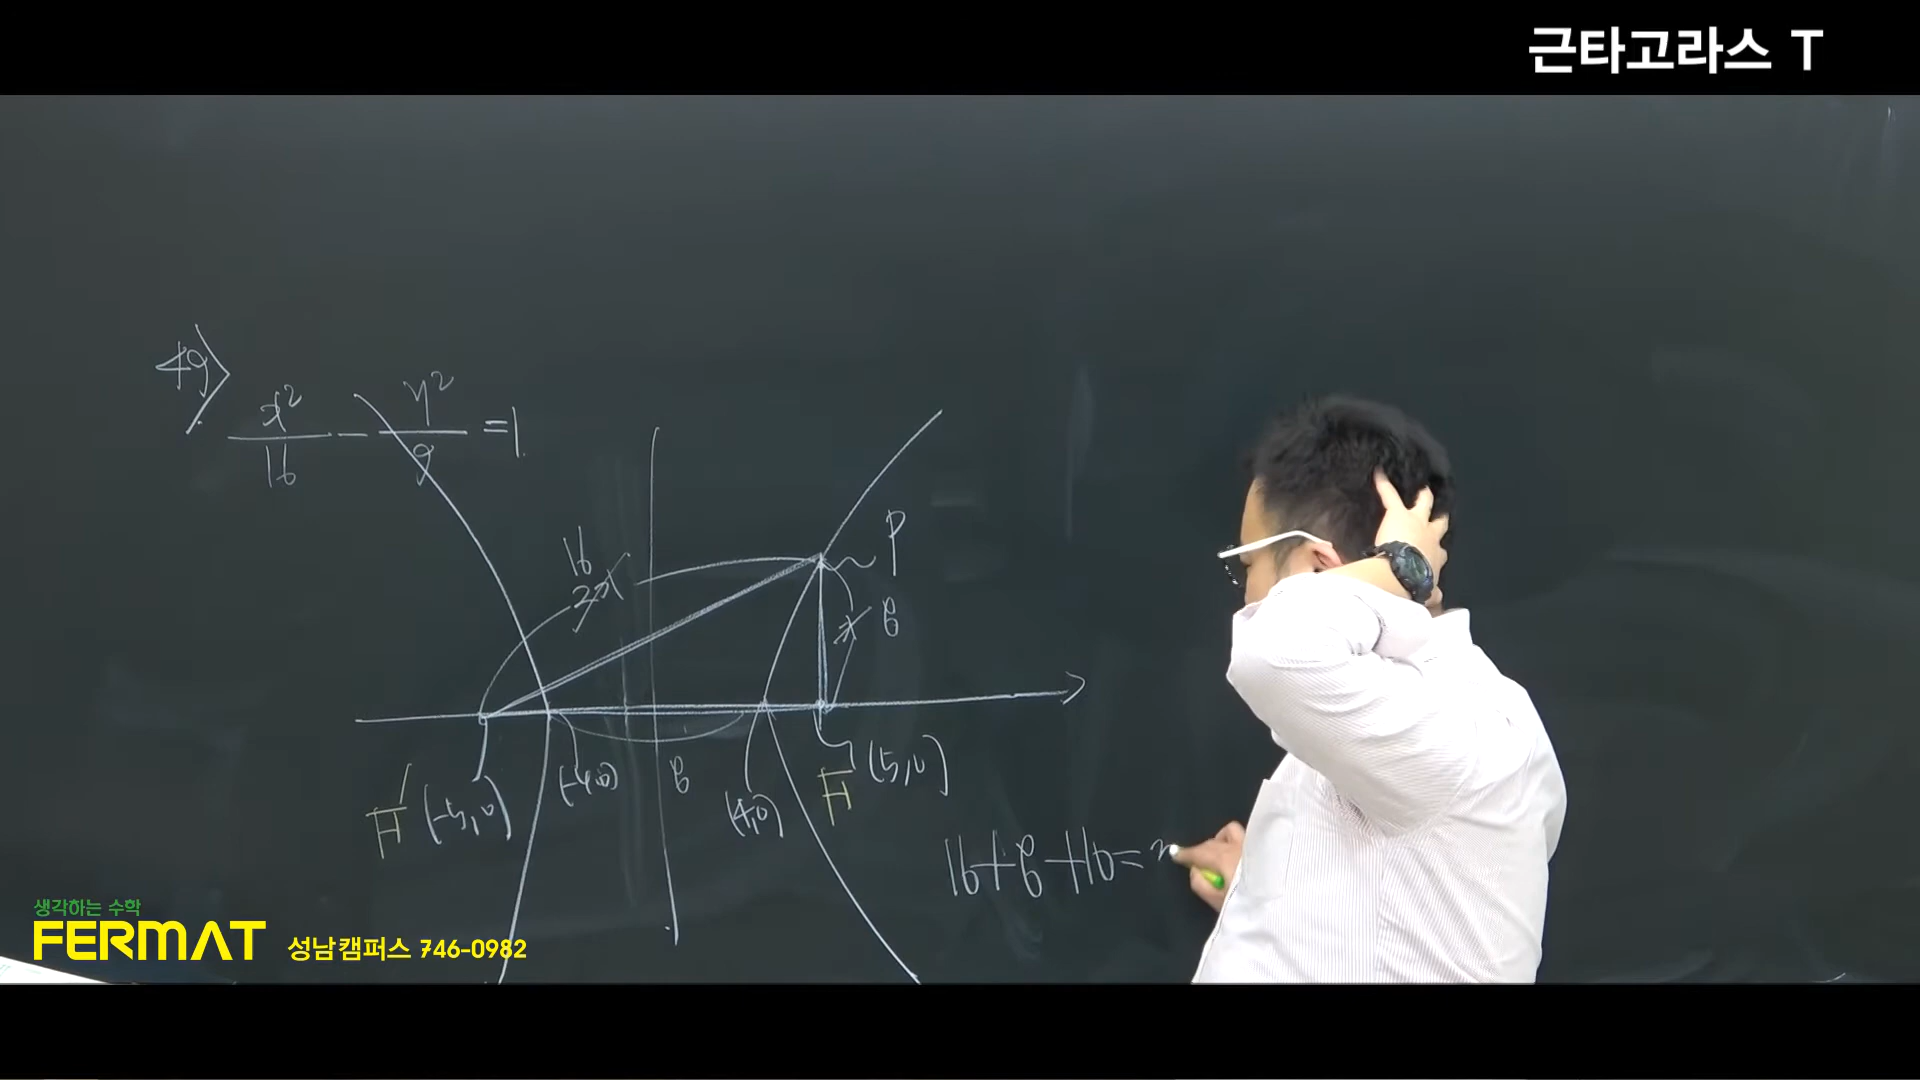 근타고라스 T
49>
x² / 16 - y² / 9 = 1
16
2x
P
x 8
F' (-5,0)
(-4,0)
8
(4,0)
F (5,0)
16+8+10=
생각하는 수학
FERMAT 성남캠퍼스 746-0982